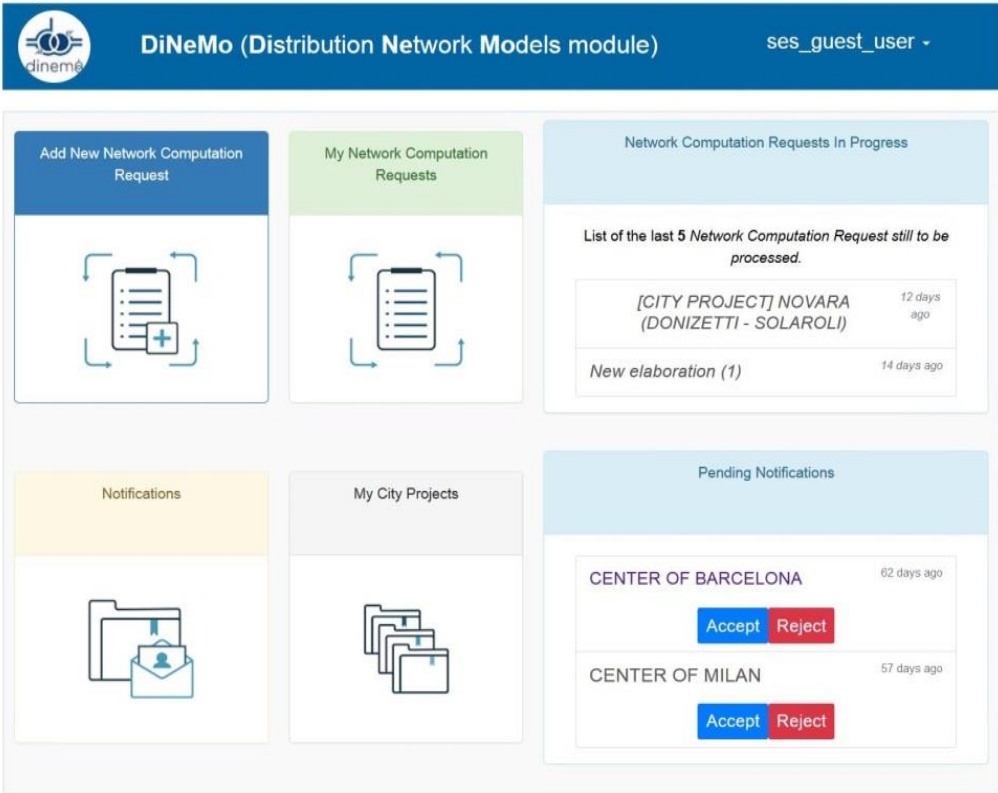 dinemo
DiNeMo (Distribution Network Models module)
ses_guest_user
Add New Network Computation
Request
My Network Computation
Requests
Network Computation Requests In Progress
List of the last 5 Network Computation Request still to be
processed.
[CITY PROJECT] NOVARA
(DONIZETTI - SOLAROLI)
12 days
ago
New elaboration (1)
14 days ago
Notifications
My City Projects
Pending Notifications
CENTER OF BARCELONA
62 days ago
Accept Reject
CENTER OF MILAN
57 days ago
Accept Reject